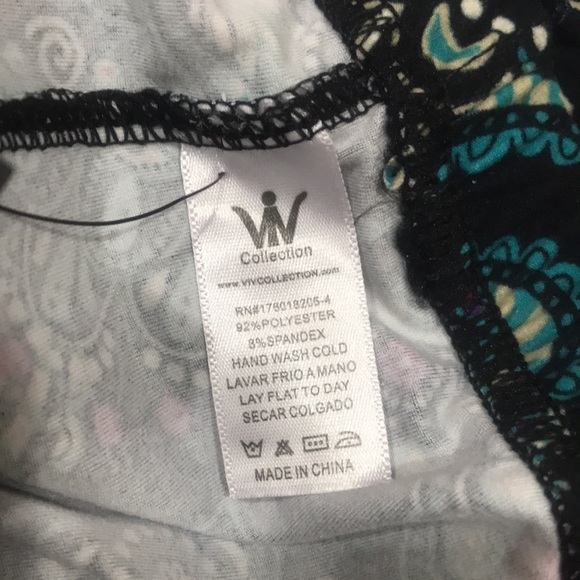 VIV
Collection
www.VIVCOLLECTION.com
RN#176018205-4
92%POLYESTER
8%SPANDEX
HAND WASH COLD
LAVAR FRIO A MANO
LAY FLAT TO DAY
SECAR COLGADO
MADE IN CHINA